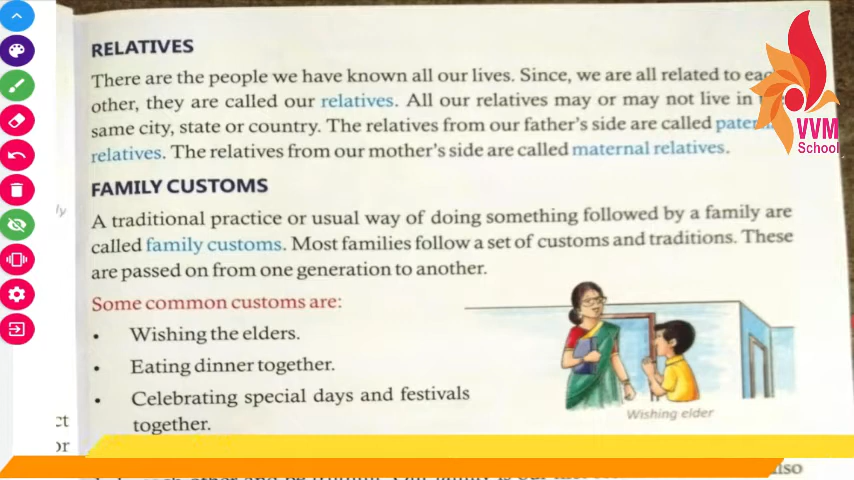 RELATIVES
There are the people we have known all our lives. Since, we are all related to
other, they are called our relatives. All our relatives may or may not live in
same city, state or country. The relatives from our father's side are called
relatives. The relatives from our mother's side are called maternal relatives.
FAMILY CUSTOMS
A traditional practice or usual way of doing something followed by a family are
called family customs. Most families follow a set of customs and traditions. These
are passed on from one generation to another.
Some common customs are:
• Wishing the elders.
• Eating dinner together.
• Celebrating special days and festivals
together.
Wishing elder
VVM
School